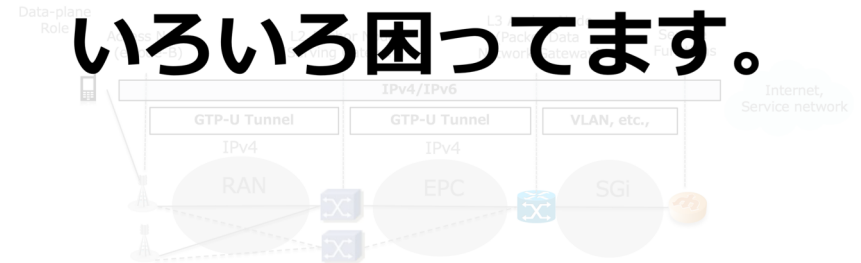 いろいろ困ってます。
Data-plane
Role
IPv4/IPv6
Internet,
Service network
GTP-U Tunnel
GTP-U Tunnel
VLAN, etc.,
IPv4
IPv4
RAN
EPC
SGi